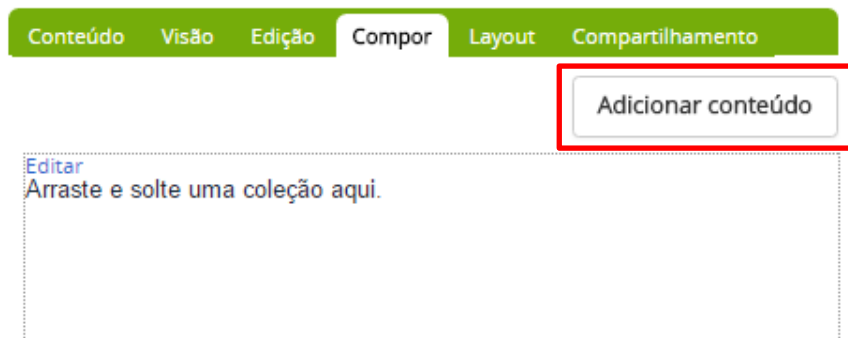 Conteúdo Visão Edição Compor Layout Compartilhamento
Adicionar conteúdo
Editar
Arraste e solte uma coleção aqui.